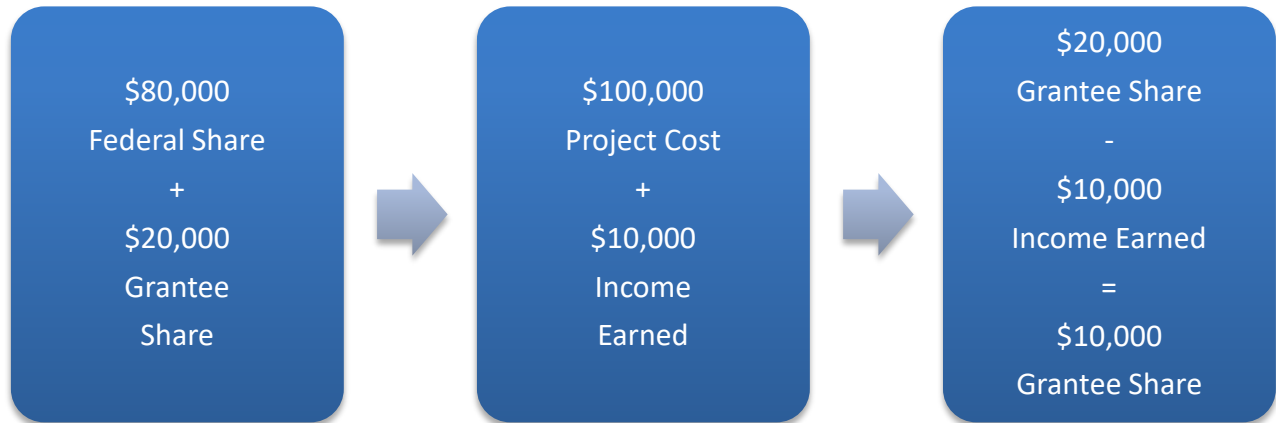 $80,000
Federal Share
+
$20,000
Grantee
Share
$100,000
Project Cost
+
$10,000
Income
Earned
$20,000
Grantee Share
-
$10,000
Income Earned
=
$10,000
Grantee Share